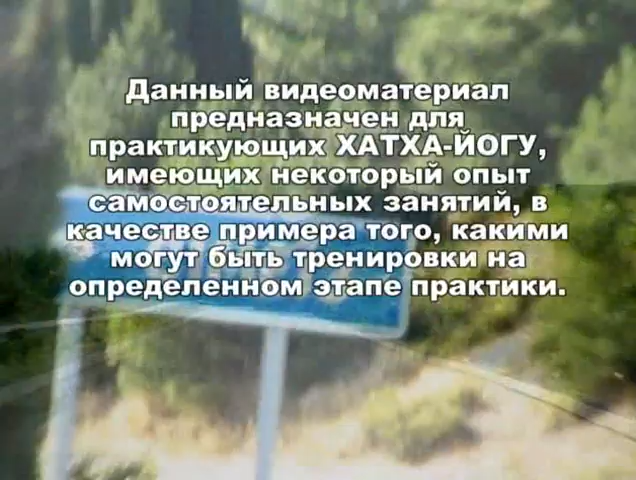 Данный видеоматериал
предназначен для
практикующих ХАТХА-ЙОГУ,
имеющих некоторый опыт
самостоятельных занятий, в
качестве примера того, какими
могут быть тренировки на
определенном этапе практики.